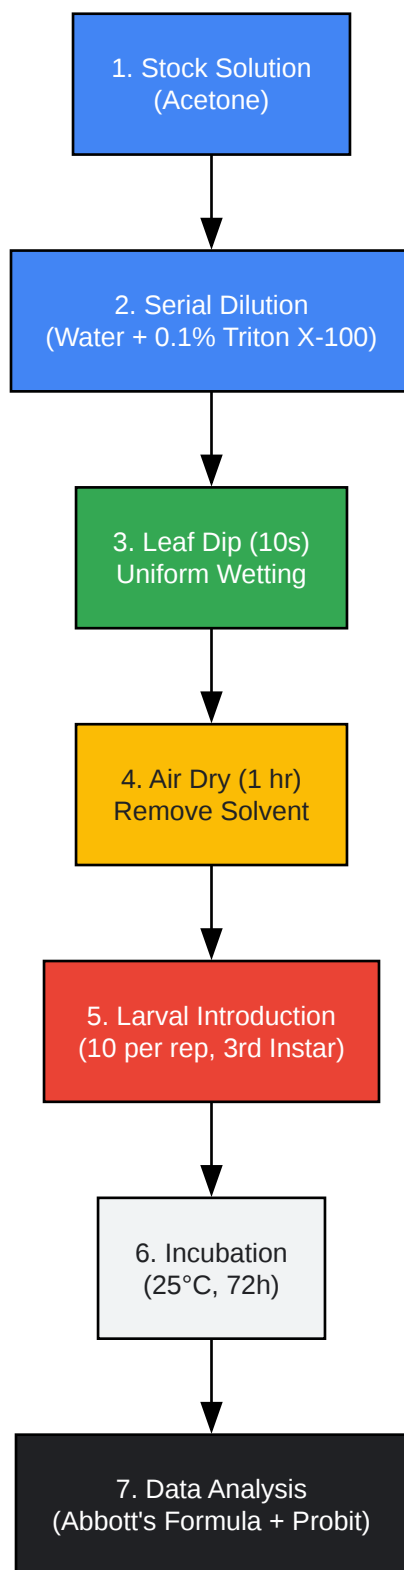 1. Stock Solution
(Acetone)
2. Serial Dilution
(Water + 0.1% Triton X-100)
3. Leaf Dip (10s)
Uniform Wetting
4. Air Dry (1 hr)
Remove Solvent
5. Larval Introduction
(10 per rep, 3rd Instar)
6. Incubation
(25°C, 72h)
7. Data Analysis
(Abbott's Formula + Probit)